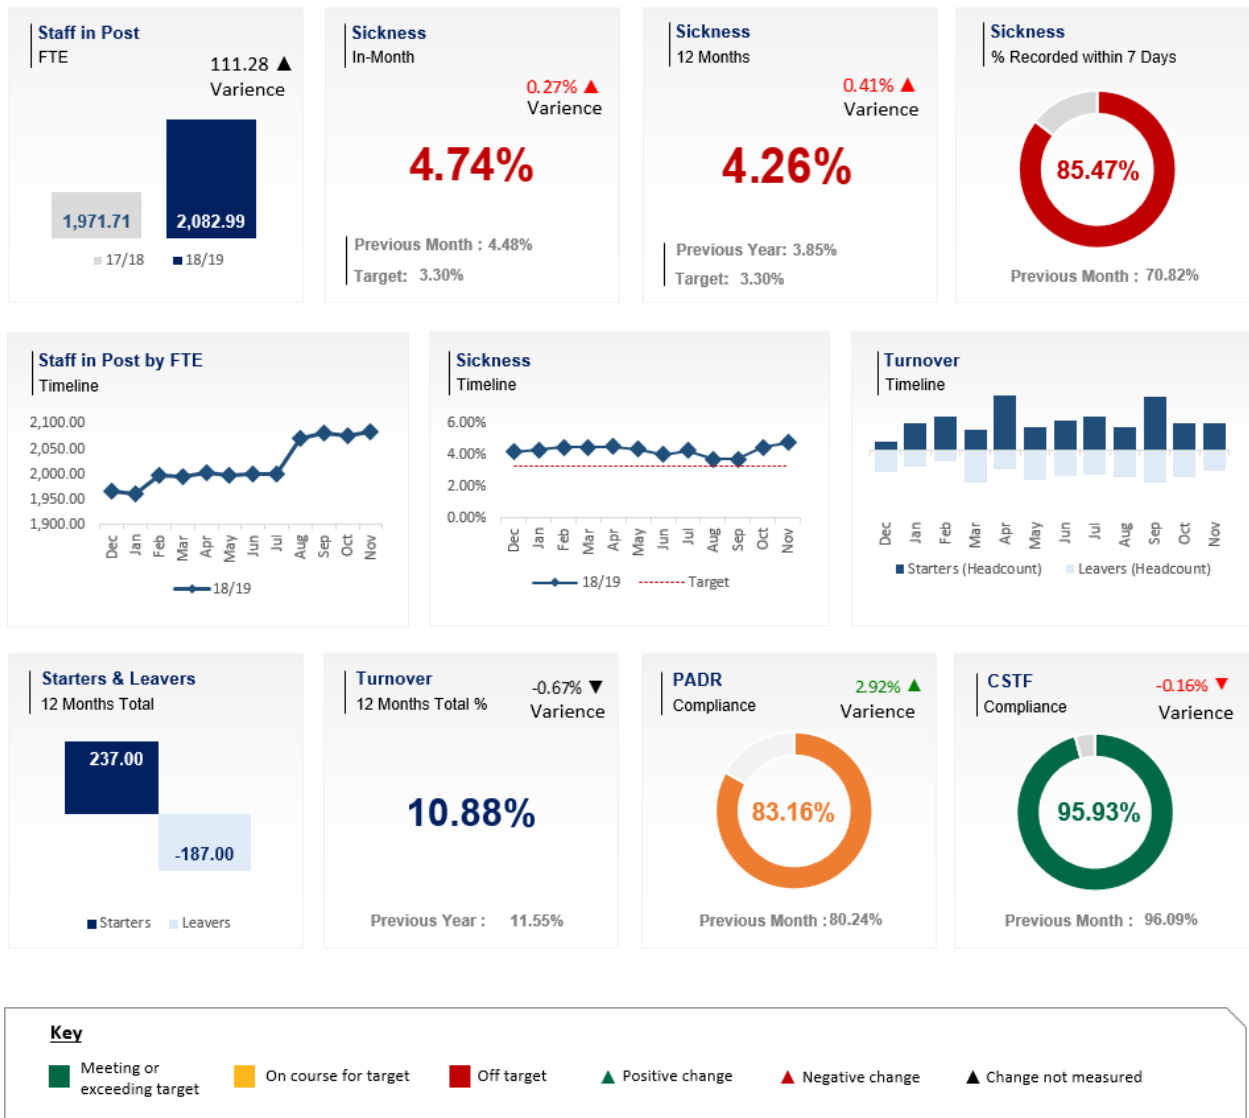 Staff in Post
FTE
111.28 ▲
Varience
1,971.71
2,082.99
17/18
18/19
Sickness
In-Month
0.27% ▲
Varience
4.74%
Previous Month : 4.48%
Target: 3.30%
Sickness
12 Months
0.41% ▲
Varience
4.26%
Previous Year: 3.85%
Target: 3.30%
Sickness
% Recorded within 7 Days
85.47%
Previous Month : 70.82%
Staff in Post by FTE
Timeline
2,100.00
2,050.00
2,000.00
1,950.00
1,900.00
Dec Jan Feb Mar Apr May Jun Jul Aug Sep Oct Nov
18/19
Sickness
Timeline
6.00%
4.00%
2.00%
0.00%
Dec Jan Feb Mar Apr May Jun Jul Aug Sep Oct Nov
18/19 Target
Turnover
Timeline
Dec Jan Feb Mar Apr May Jun Jul Aug Sep Oct Nov
Starters (Headcount) Leavers (Headcount)
Starters & Leavers
12 Months Total
237.00
-187.00
Starters Leavers
Turnover
12 Months Total %
-0.67% ▼
Varience
10.88%
Previous Year : 11.55%
PADR
Compliance
2.92% ▲
Varience
83.16%
Previous Month : 80.24%
CSTF
Compliance
-0.16% ▼
Varience
95.93%
Previous Month : 96.09%
Key
Meeting or
exceeding target
On course for target
Off target
▲ Positive change
▲ Negative change
▲ Change not measured